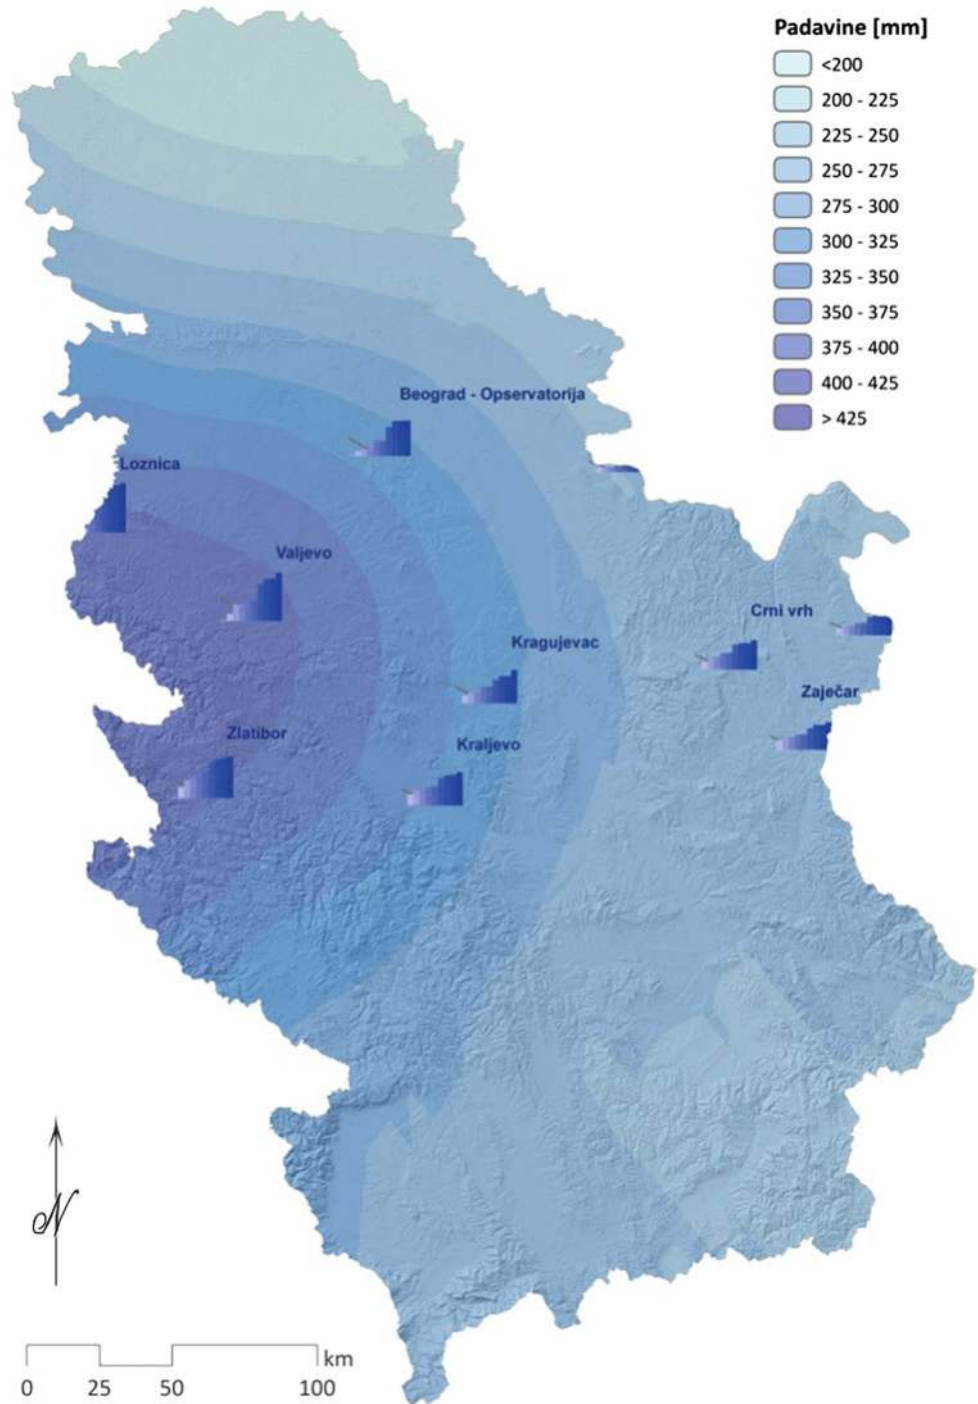 Padavine [mm]
<200
200 - 225
225 - 250
250 - 275
275 - 300
300 - 325
325 - 350
350 - 375
375 - 400
400 - 425
> 425
Beograd - Opservatorija
Loznica
Valjevo
Crni vrh
Kragujevac
Zaječar
Zlatibor
Kraljevo
N
km
0 25 50 100